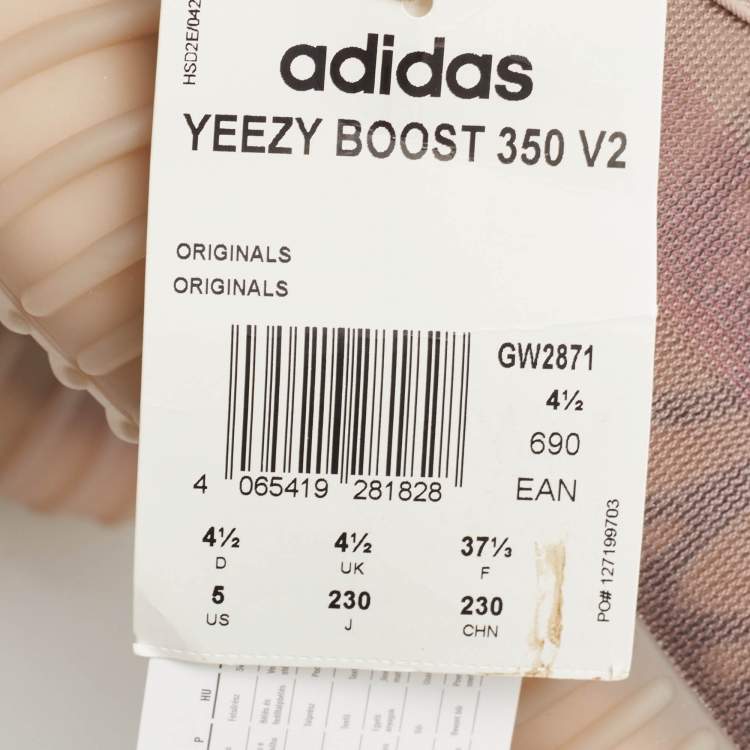 HSD2E/042
adidas
YEEZY BOOST 350 V2
ORIGINALS
ORIGINALS
GW2871
4½
690
EAN
4 065419 281828
4½ 4½ 37⅓
D UK F
5 230 230
US J CHN
PO# 127199703
HU
P